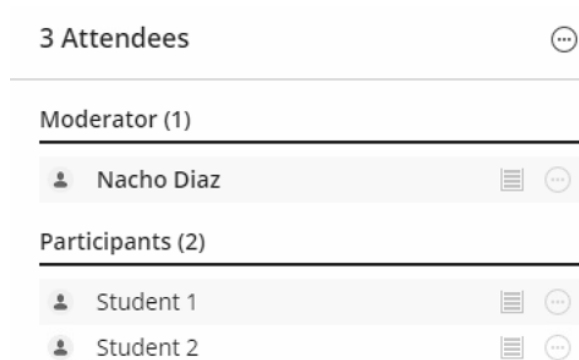 3 Attendees
Moderator (1)
Nacho Diaz
Participants (2)
Student 1
Student 2